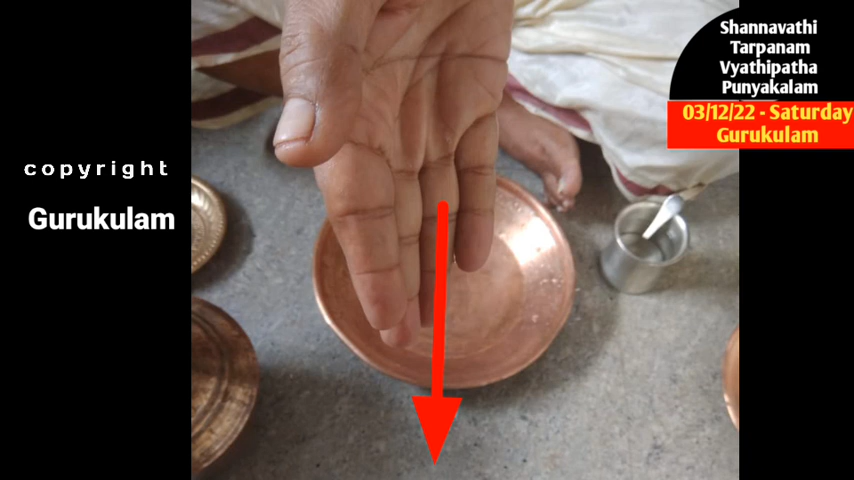 copyright
Gurukulam
Shannavathi
Tarpanam
Vyathipatha
Punyakalam
03/12/22 - Saturday
Gurukulam